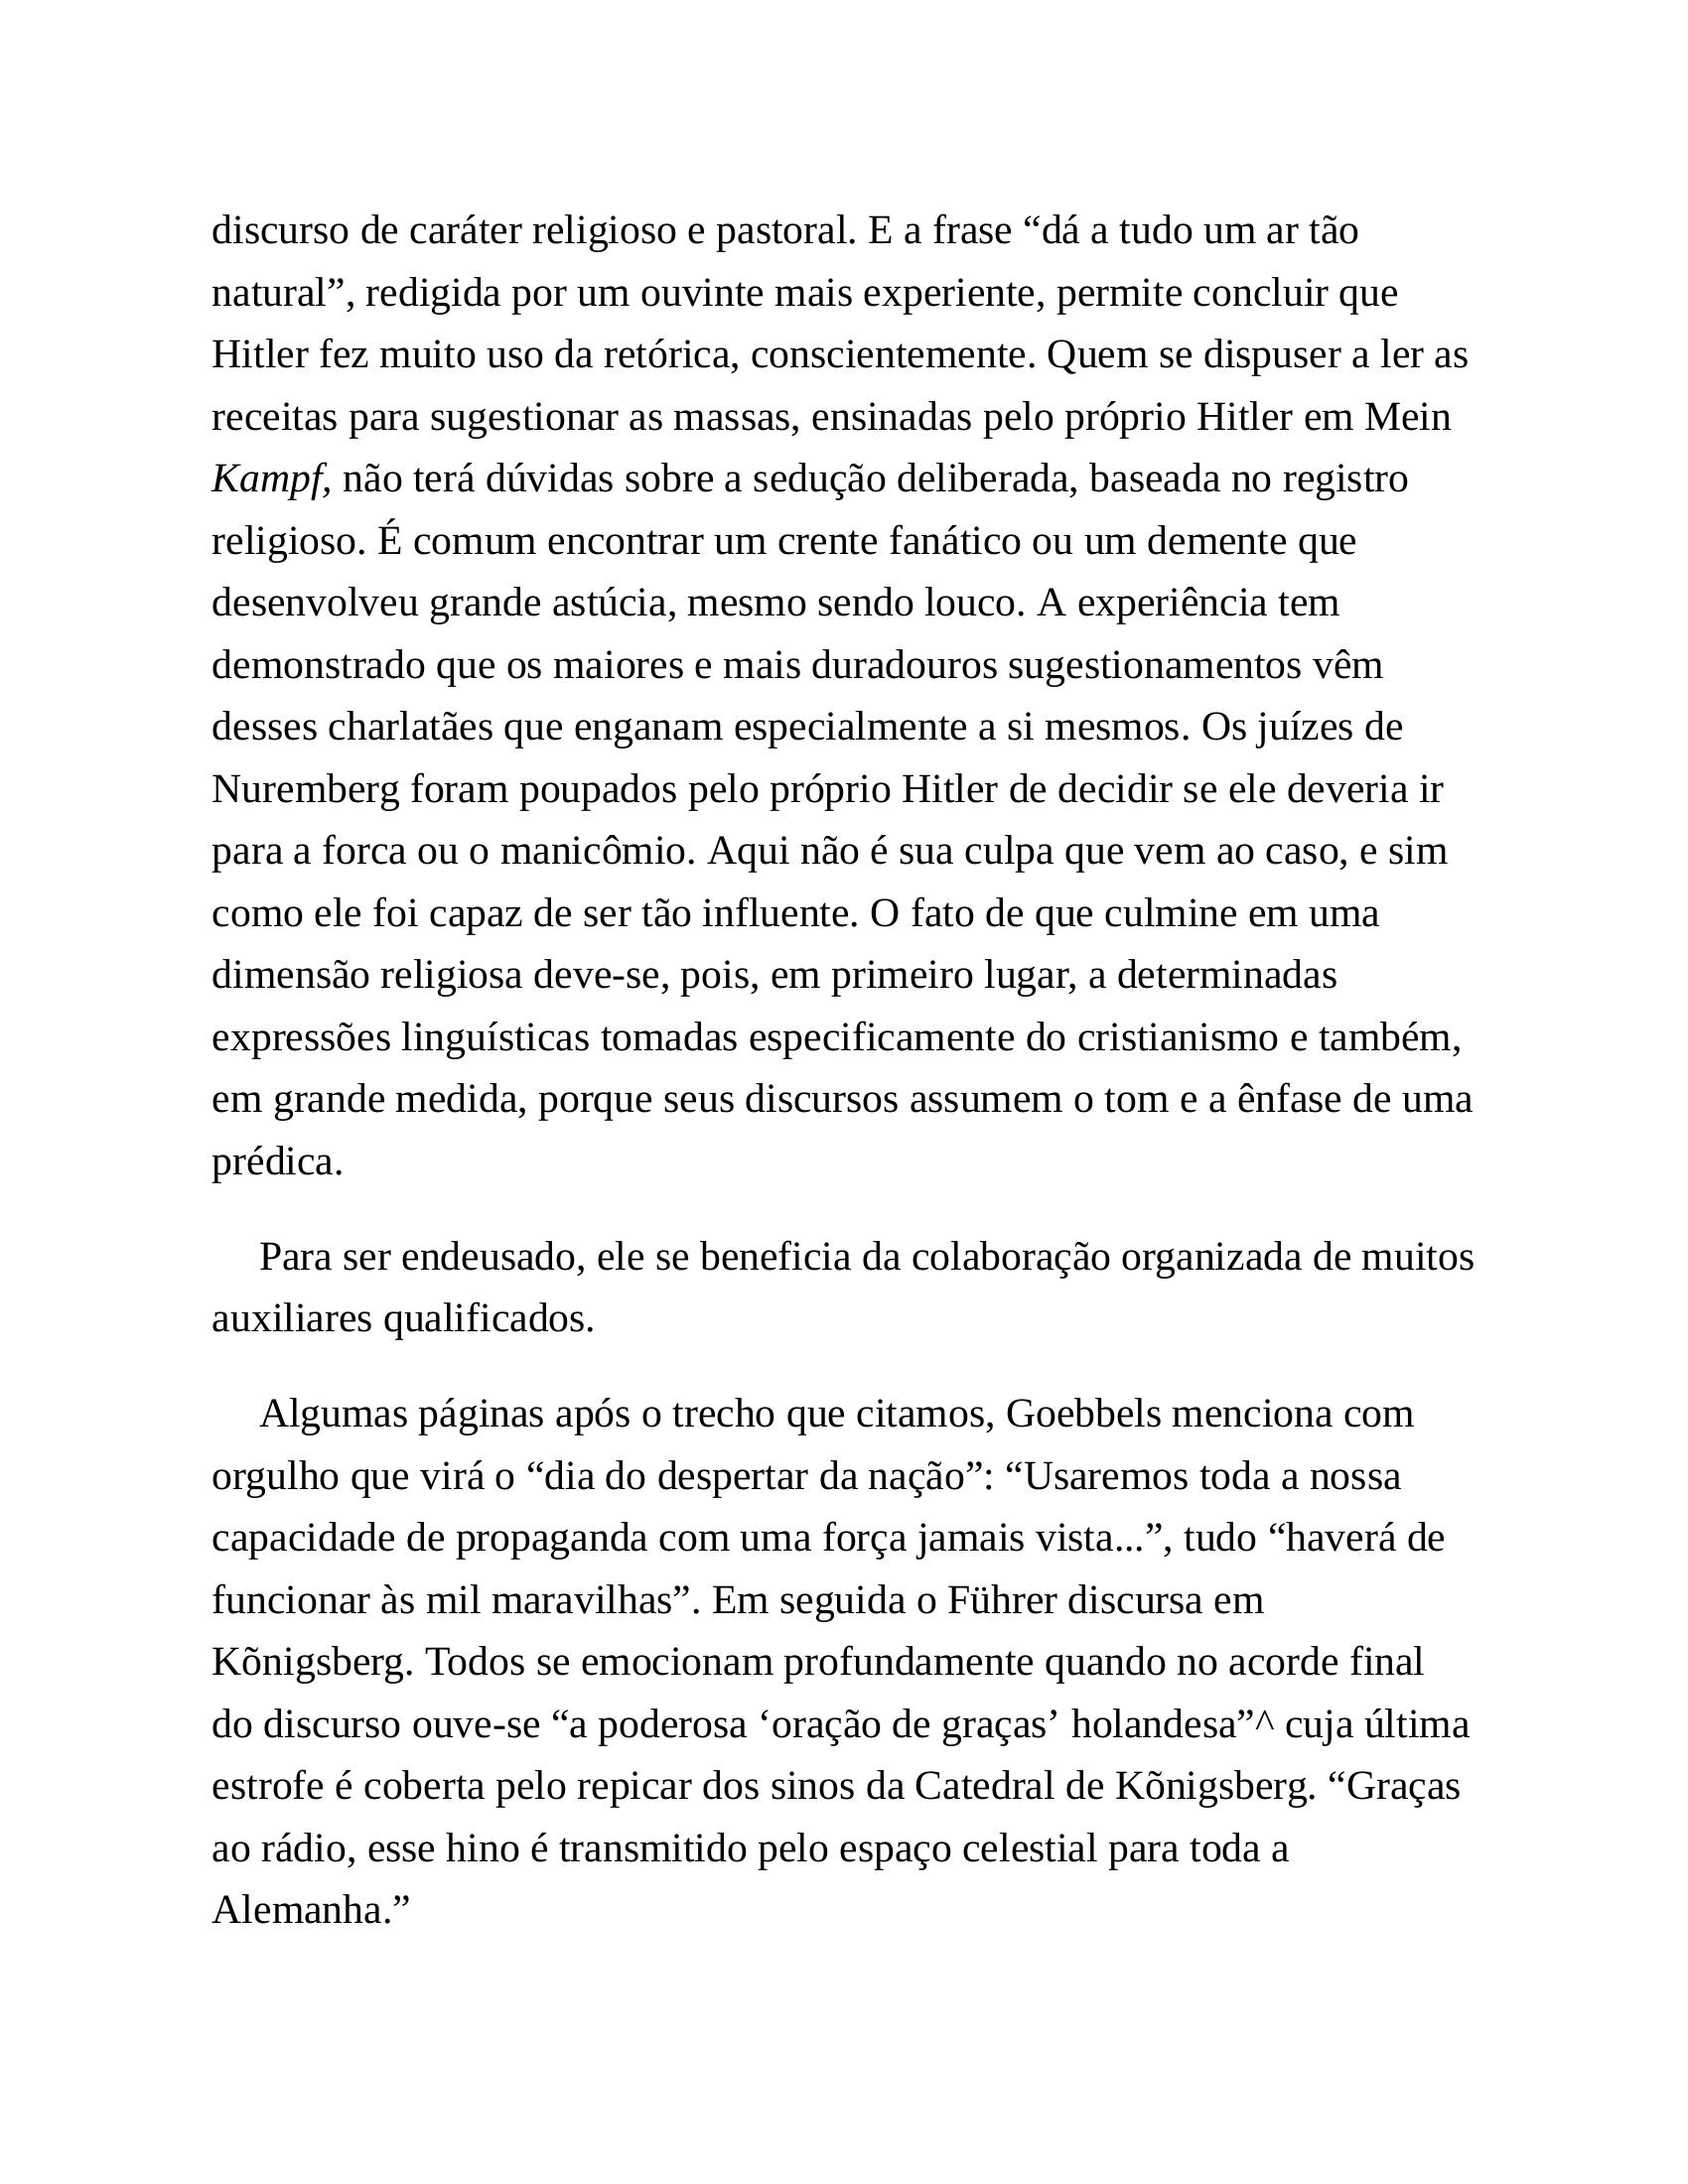 discurso de caráter religioso e pastoral. E a frase “dá a tudo um ar tão
natural”, redigida por um ouvinte mais experiente, permite concluir que
Hitler fez muito uso da retórica, conscientemente. Quem se dispuser a ler as
receitas para sugestionar as massas, ensinadas pelo próprio Hitler em Mein
Kampf, não terá dúvidas sobre a sedução deliberada, baseada no registro
religioso. É comum encontrar um crente fanático ou um demente que
desenvolveu grande astúcia, mesmo sendo louco. A experiência tem
demonstrado que os maiores e mais duradouros sugestionamentos vêm
desses charlatães que enganam especialmente a si mesmos. Os juízes de
Nuremberg foram poupados pelo próprio Hitler de decidir se ele deveria ir
para a forca ou o manicômio. Aqui não é sua culpa que vem ao caso, e sim
como ele foi capaz de ser tão influente. O fato de que culmine em uma
dimensão religiosa deve-se, pois, em primeiro lugar, a determinadas
expressões linguísticas tomadas especificamente do cristianismo e também,
em grande medida, porque seus discursos assumem o tom e a ênfase de uma
prédica.
Para ser endeusado, ele se beneficia da colaboração organizada de muitos
auxiliares qualificados.
Algumas páginas após o trecho que citamos, Goebbels menciona com
orgulho que virá o “dia do despertar da nação”: “Usaremos toda a nossa
capacidade de propaganda com uma força jamais vista...”, tudo “haverá de
funcionar às mil maravilhas”. Em seguida o Führer discursa em
Kõnigsberg. Todos se emocionam profundamente quando no acorde final
do discurso ouve-se “a poderosa ‘oração de graças’ holandesa”^ cuja última
estrofe é coberta pelo repicar dos sinos da Catedral de Kõnigsberg. “Graças
ao rádio, esse hino é transmitido pelo espaço celestial para toda a
Alemanha.”